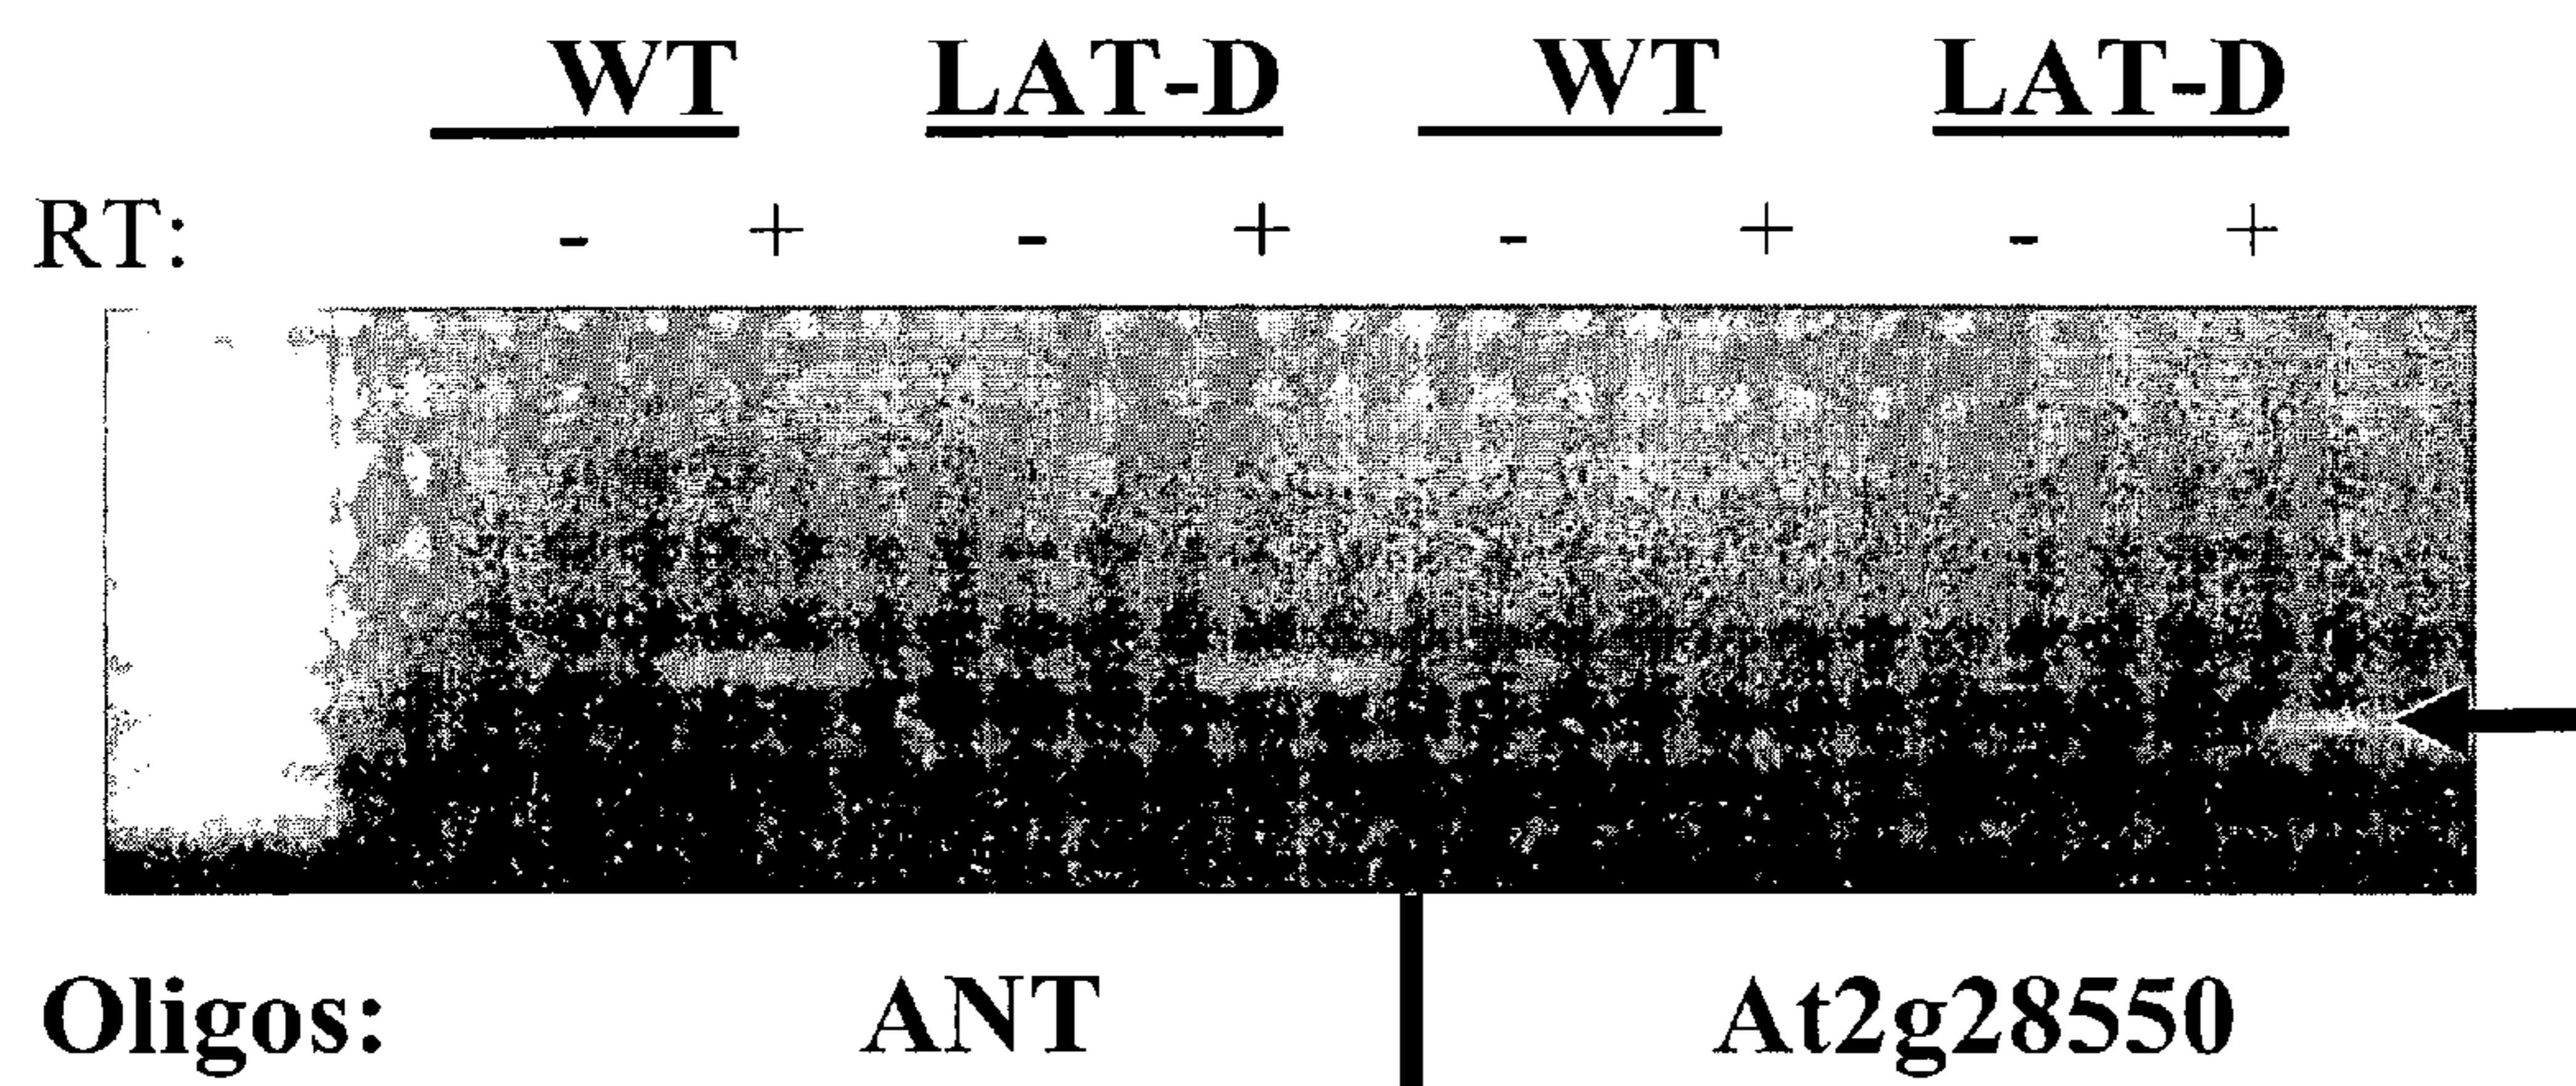 WT LAT-D WT LAT-D
RT: - + - + - + - +
Oligos: ANT At2g28550